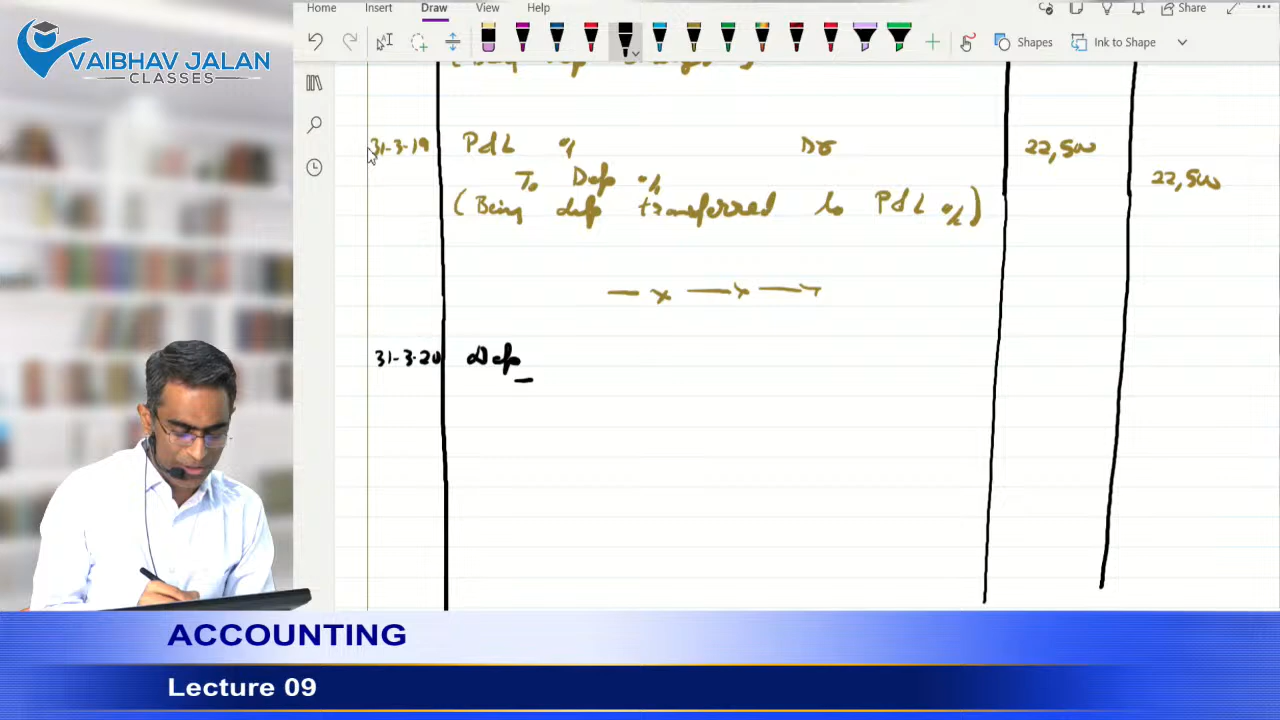 VAIBHAV JALAN
CLASSES
Home Insert Draw View Help
Share
Shapes
Ink to Shape
31-3-19 P&L a/c Dr 22,500
To Dep a/c 22,500
(Being dep transferred to P&L a/c)
31-3-20 Dep
ACCOUNTING
Lecture 09